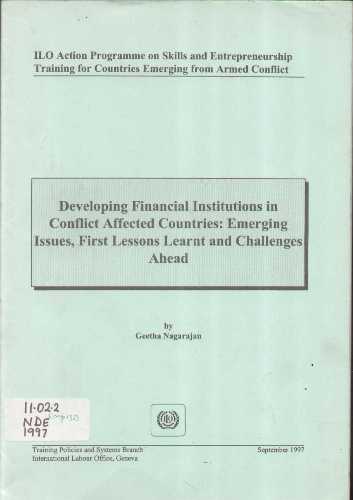 ILO Action Programme on Skills and Entrepreneurship
Training for Countries Emerging from Armed Conflict
Developing Financial Institutions in
Conflict Affected Countries: Emerging
Issues, First Lessons Learnt and Challenges
Ahead
by
Geetha Nagarajan
11.02.2
NDE
1997
Training Policies and Systems Branch
International Labour Office, Geneva
September 1997